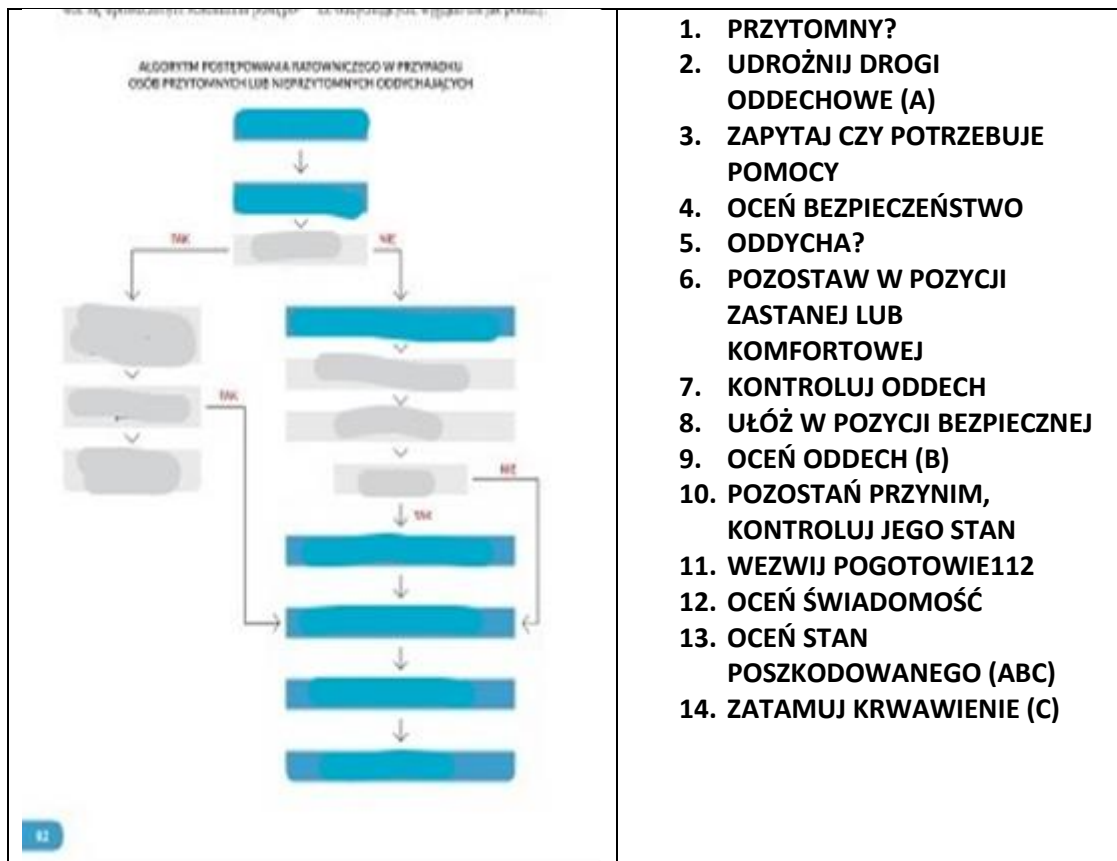 ALGORYTM POSTĘPOWANIA RATOWNICZEGO W PRZYPADKU
OSÓB PRZYTOMNYCH LUB NIEPRZYTOMNYCH ODDYCHAJĄCYCH
TAK
NIE
TAK
NIE
TAK
82
1. PRZYTOMNY?
2. UDROŻNIJ DROGI
ODDECHOWE (A)
3. ZAPYTAJ CZY POTRZEBUJE
POMOCY
4. OCEŃ BEZPIECZEŃSTWO
5. ODDYCHA?
6. POZOSTAW W POZYCJI
ZASTANEJ LUB
KOMFORTOWEJ
7. KONTROLUJ ODDECH
8. UŁÓŻ W POZYCJI BEZPIECZNEJ
9. OCEŃ ODDECH (B)
10. POZOSTAŃ PRZYNIM,
KONTROLUJ JEGO STAN
11. WEZWIJ POGOTOWIE112
12. OCEŃ ŚWIADOMOŚĆ
13. OCEŃ STAN
POSZKODOWANEGO (ABC)
14. ZATAMUJ KRWAWIENIE (C)